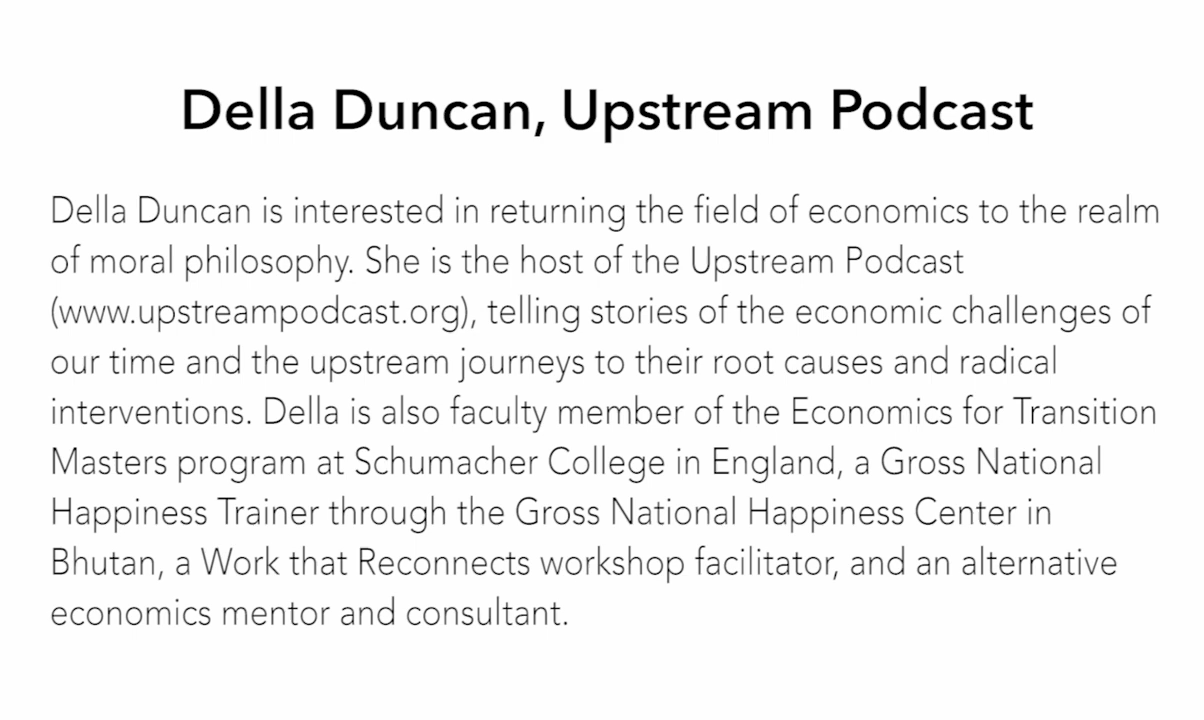 Della Duncan, Upstream Podcast
Della Duncan is interested in returning the field of economics to the realm
of moral philosophy. She is the host of the Upstream Podcast
(www.upstreampodcast.org), telling stories of the economic challenges of
our time and the upstream journeys to their root causes and radical
interventions. Della is also faculty member of the Economics for Transition
Masters program at Schumacher College in England, a Gross National
Happiness Trainer through the Gross National Happiness Center in
Bhutan, a Work that Reconnects workshop facilitator, and an alternative
economics mentor and consultant.